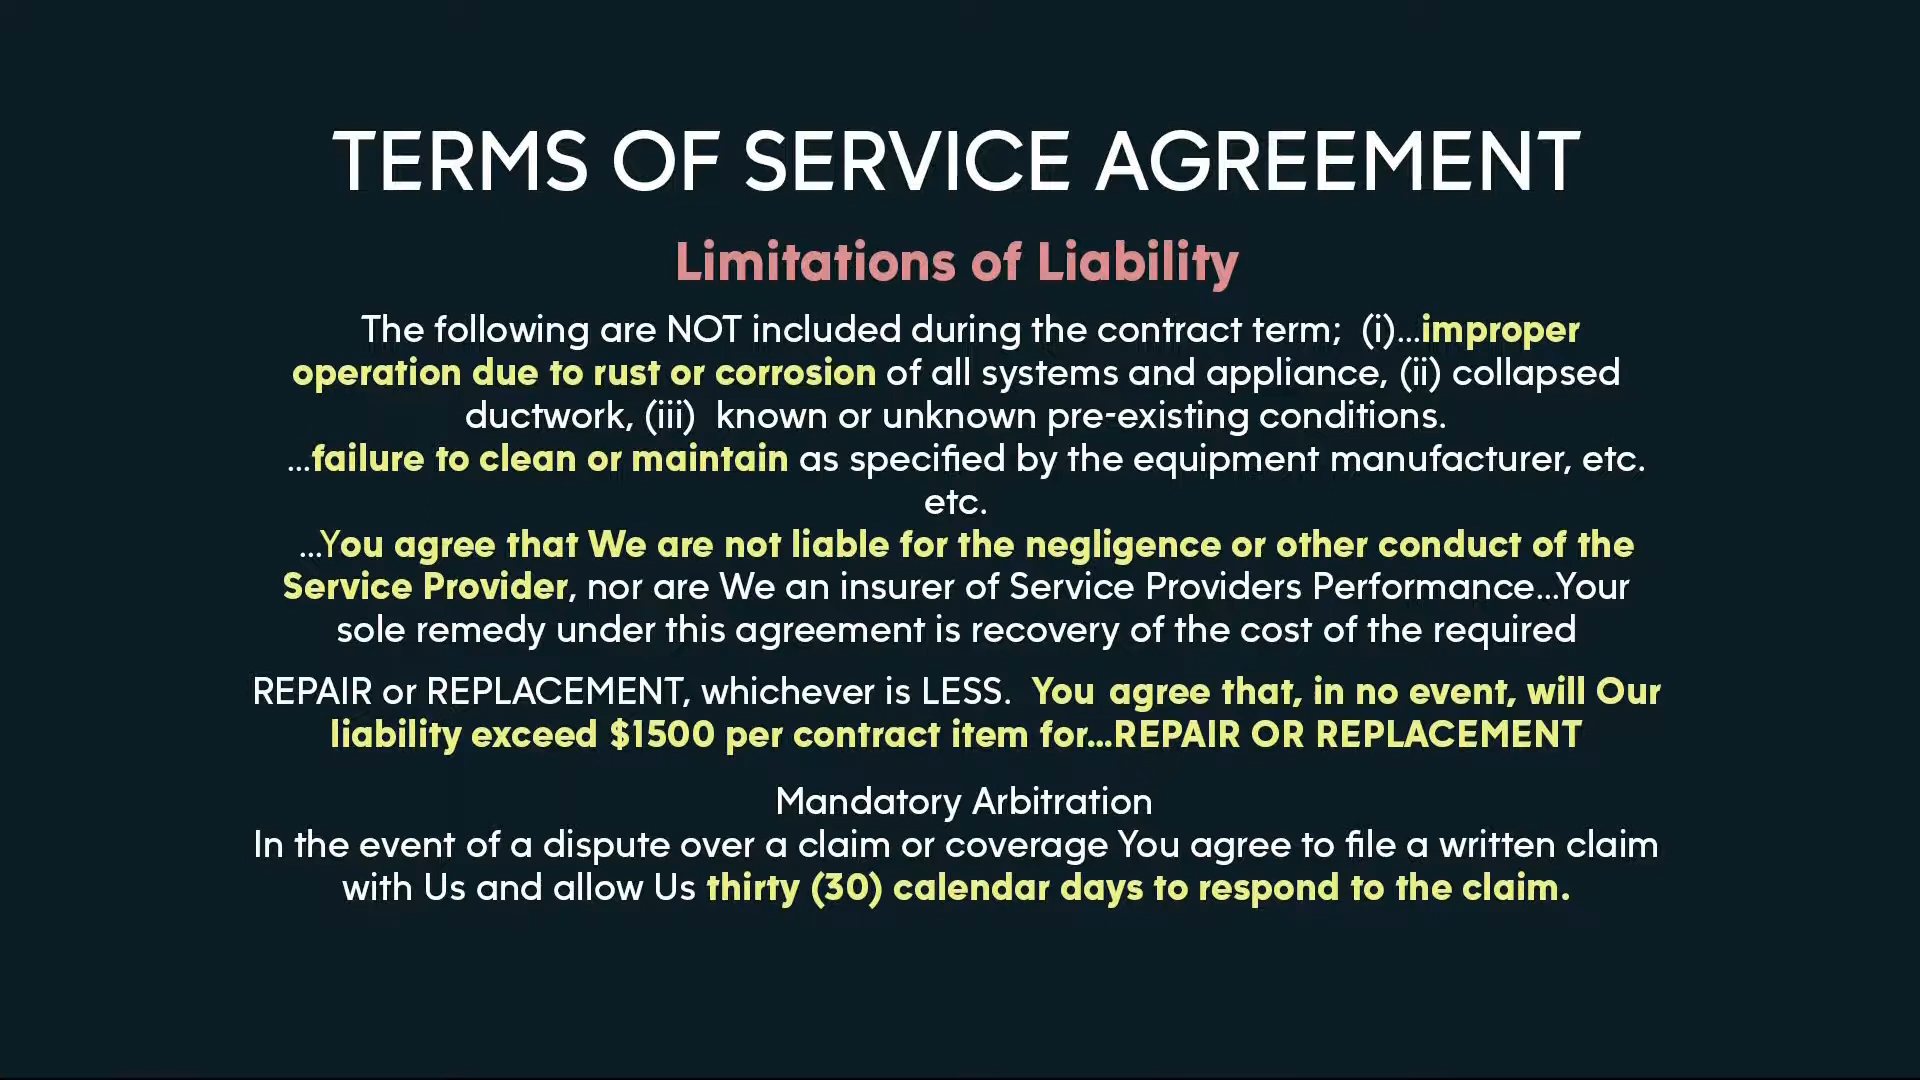 TERMS OF SERVICE AGREEMENT
Limitations of Liability
The following are NOT included during the contract term;  (i)...improper
operation due to rust or corrosion of all systems and appliance, (ii) collapsed
ductwork, (iii)  known or unknown pre-existing conditions.
...failure to clean or maintain as specified by the equipment manufacturer, etc.
etc.
...You agree that We are not liable for the negligence or other conduct of the
Service Provider, nor are We an insurer of Service Providers Performance...Your
sole remedy under this agreement is recovery of the cost of the required
REPAIR or REPLACEMENT, whichever is LESS.  You agree that, in no event, will Our
liability exceed $1500 per contract item for...REPAIR OR REPLACEMENT
Mandatory Arbitration
In the event of a dispute over a claim or coverage You agree to file a written claim
with Us and allow Us thirty (30) calendar days to respond to the claim.